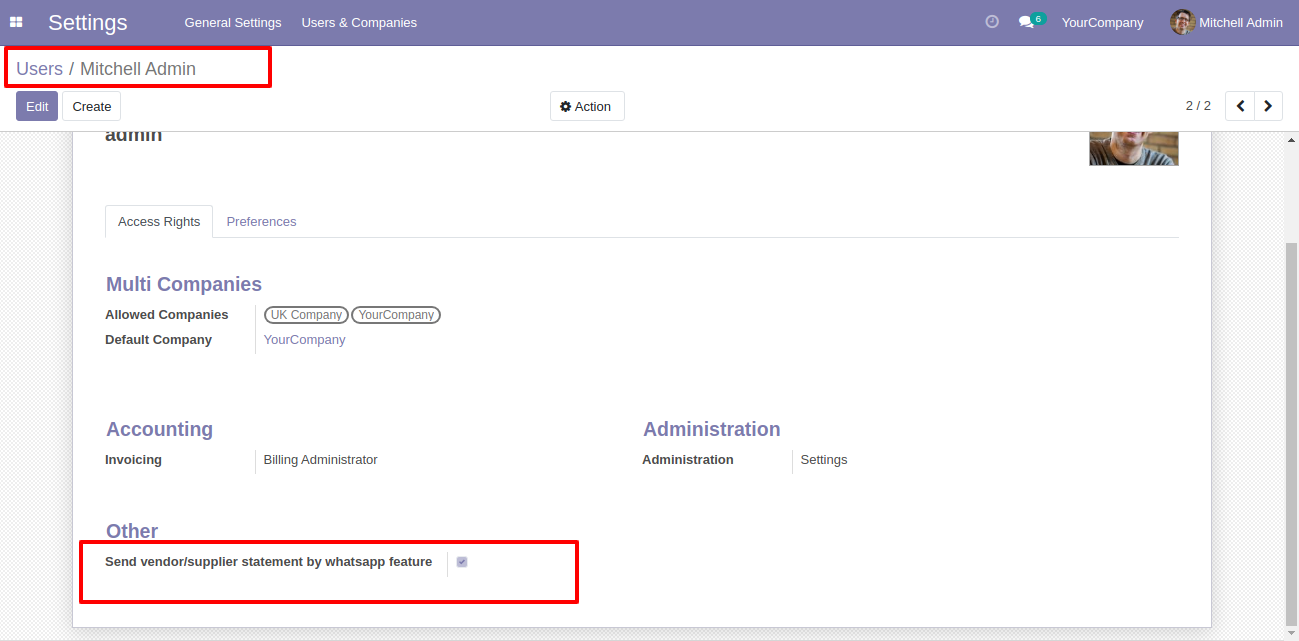 Settings General Settings Users & Companies 6 YourCompany Mitchell Admin
Users / Mitchell Admin
Edit Create Action 2 / 2
admin
Access Rights Preferences
Multi Companies
Allowed Companies UK Company YourCompany
Default Company YourCompany
Accounting Administration
Invoicing Billing Administrator Administration Settings
Other
Send vendor/supplier statement by whatsapp feature